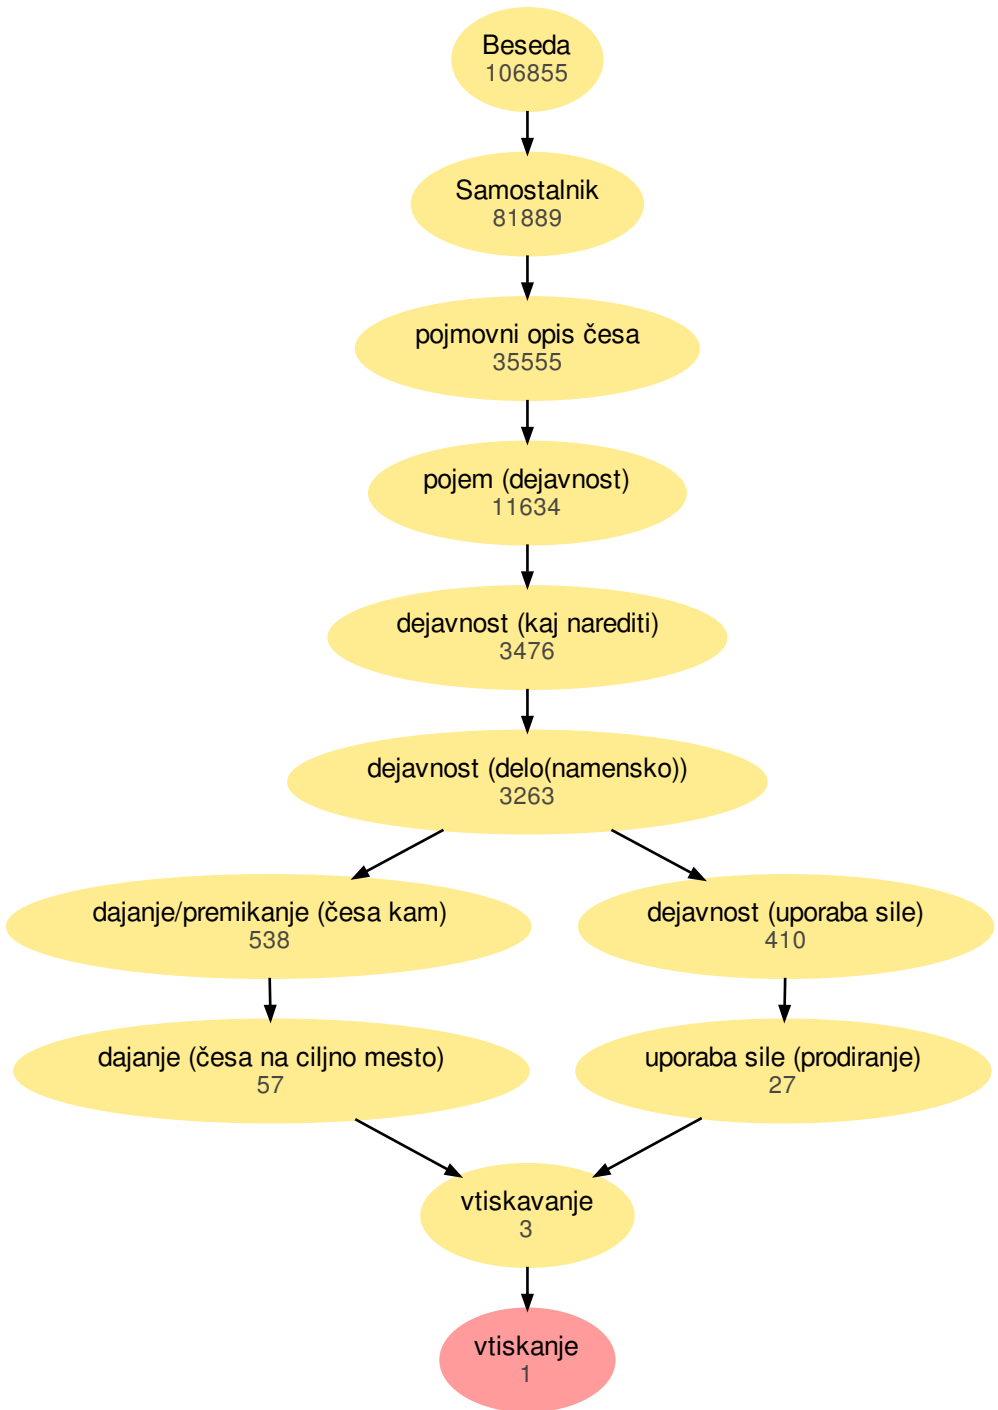 Beseda
106855
Samostalnik
81889
pojmovni opis česa
35555
pojem (dejavnost)
11634
dejavnost (kaj narediti)
3476
dejavnost (delo(namensko))
3263
dajanje/premikanje (česa kam)
538
dejavnost (uporaba sile)
410
dajanje (česa na ciljno mesto)
57
uporaba sile (prodiranje)
27
vtiskavanje
3
vtiskanje
1